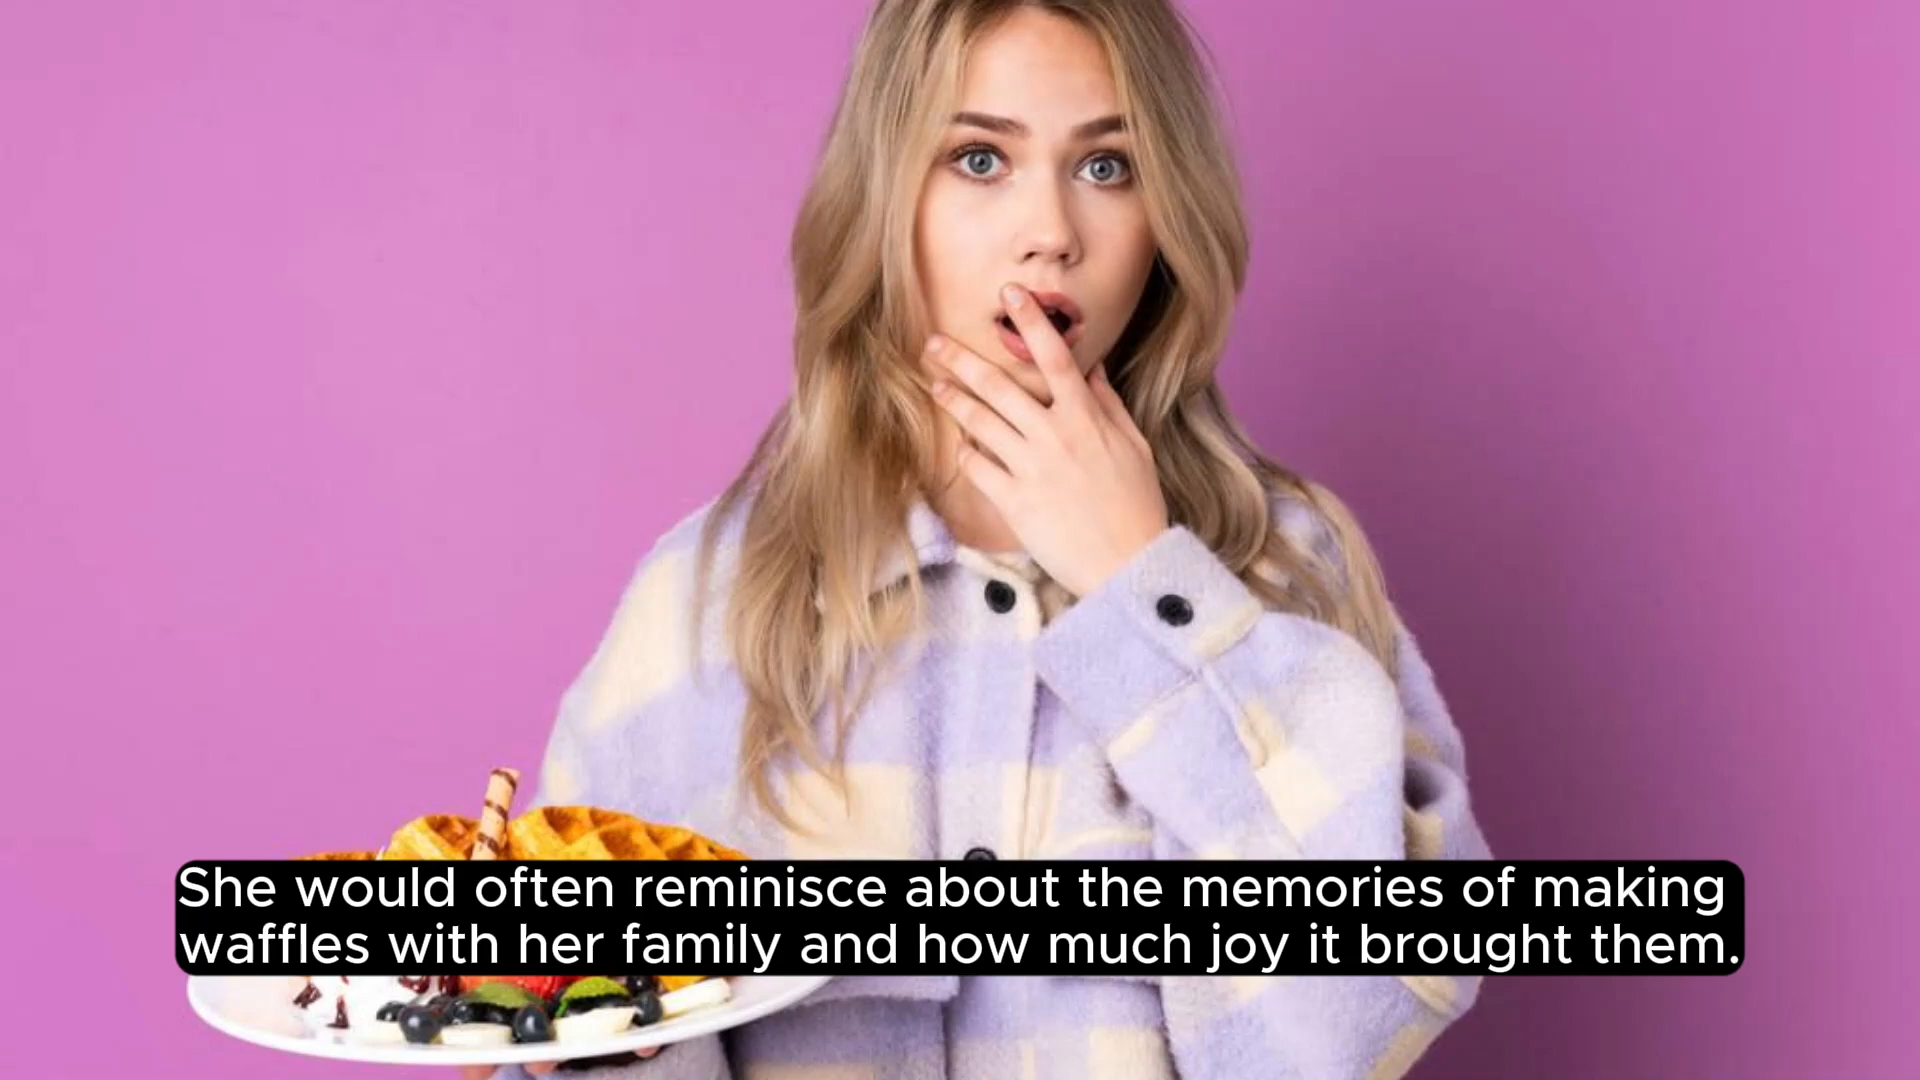 She would often reminisce about the memories of making
waffles with her family and how much joy it brought them.